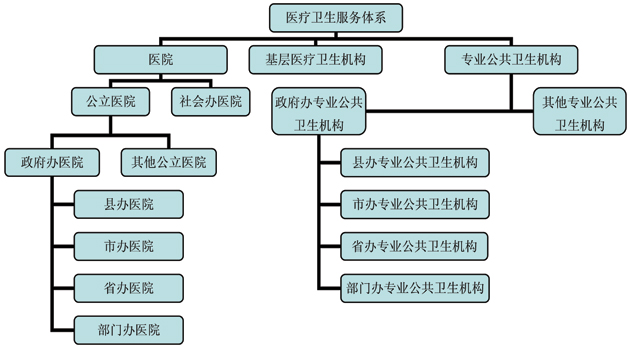 医疗卫生服务体系
医院
基层医疗卫生机构
专业公共卫生机构
公立医院
社会办医院
政府办专业公共
卫生机构
其他专业公共
卫生机构
政府办医院
其他公立医院
县办专业公共卫生机构
县办医院
市办专业公共卫生机构
市办医院
省办专业公共卫生机构
省办医院
部门办专业公共卫生机构
部门办医院